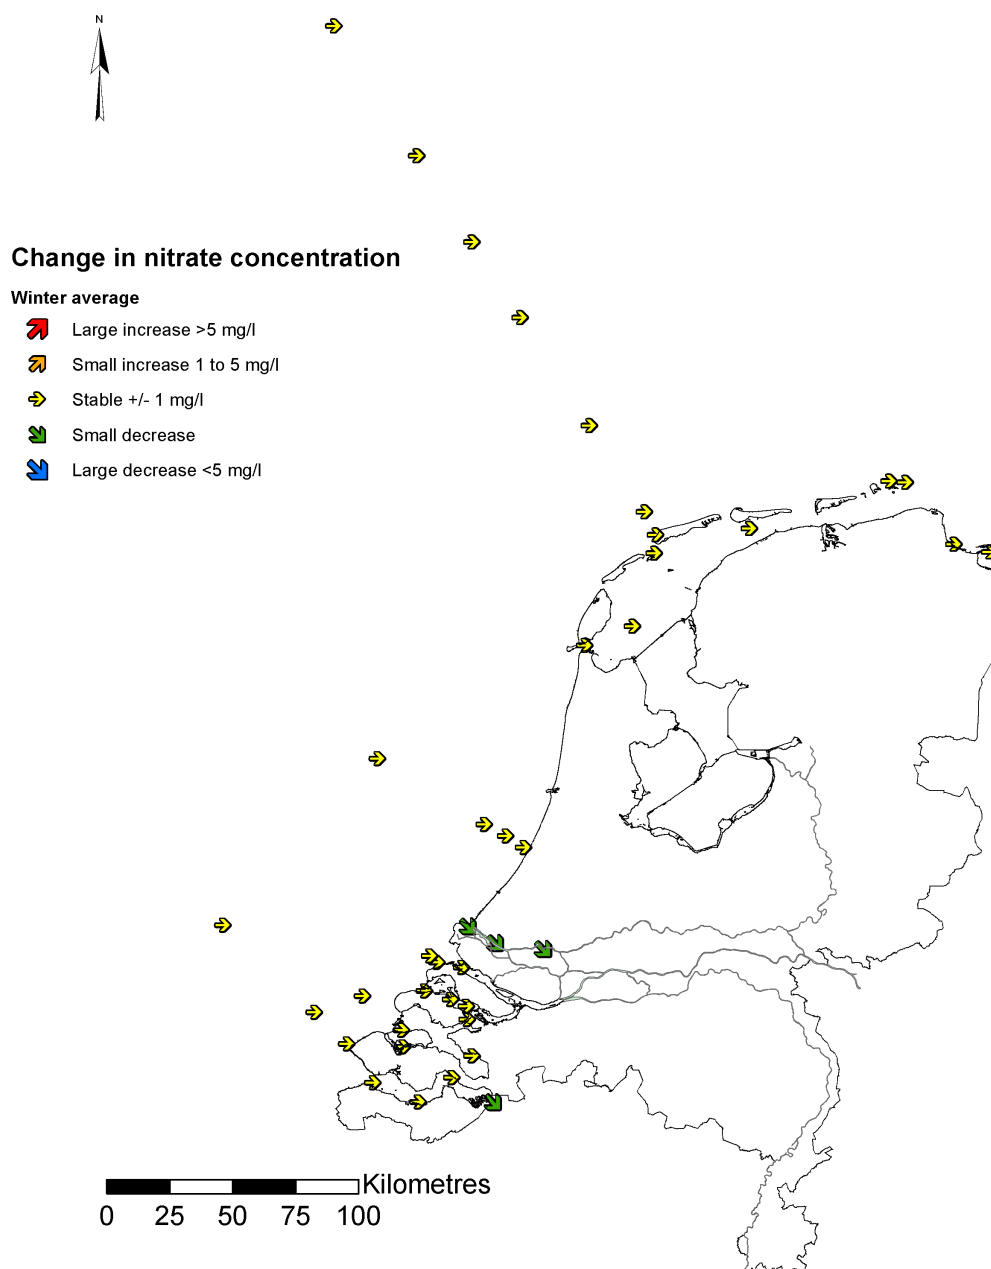 N
Change in nitrate concentration
Winter average
Large increase >5 mg/l
Small increase 1 to 5 mg/l
Stable +/- 1 mg/l
Small decrease
Large decrease <5 mg/l
Kilometres
0 25 50 75 100